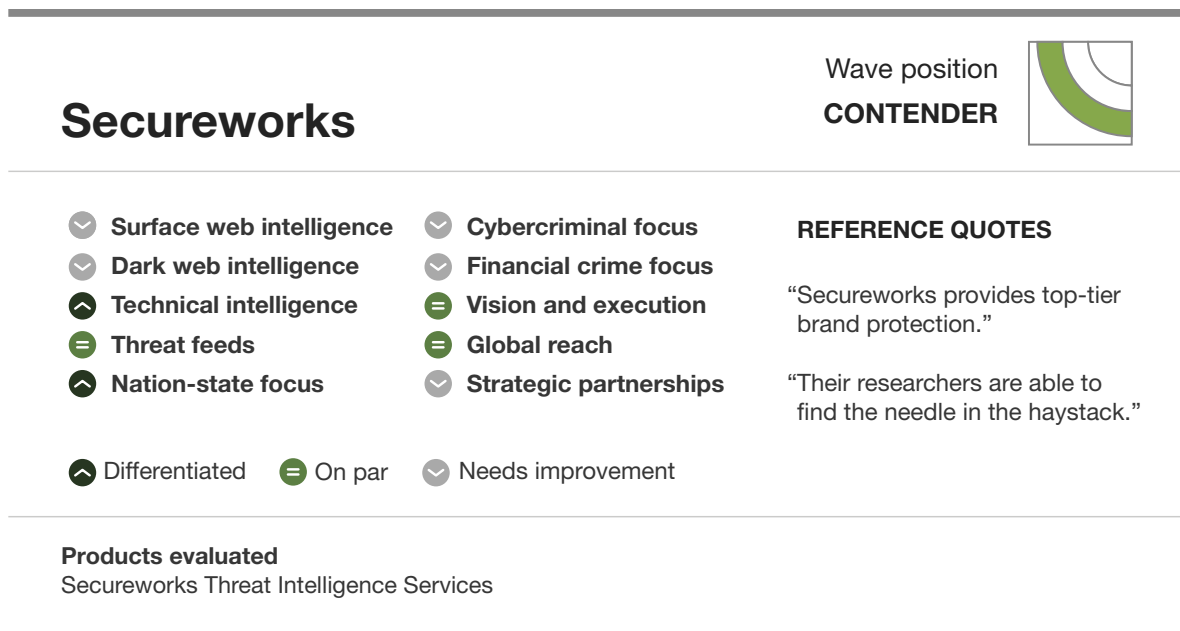 Wave position
CONTENDER
Secureworks
Surface web intelligence
Dark web intelligence
Technical intelligence
Threat feeds
Nation-state focus
Cybercriminal focus
Financial crime focus
Vision and execution
Global reach
Strategic partnerships
REFERENCE QUOTES
“Secureworks provides top-tier
brand protection.”
“Their researchers are able to
find the needle in the haystack.”
Differentiated
On par
Needs improvement
Products evaluated
Secureworks Threat Intelligence Services